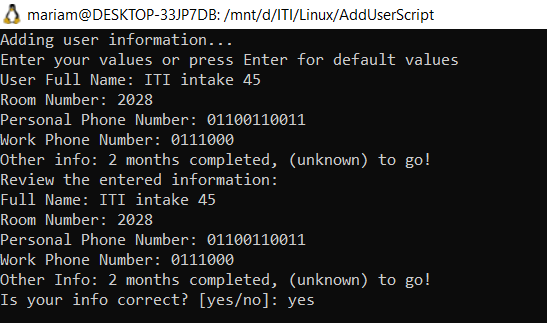 mariam@DESKTOP-33JP7DB: /mnt/d/ITI/Linux/AddUserScript
Adding user information...
Enter your values or press Enter for default values
User Full Name: ITI intake 45
Room Number: 2028
Personal Phone Number: 01100110011
Work Phone Number: 0111000
Other info: 2 months completed, (unknown) to go!
Review the entered information:
Full Name: ITI intake 45
Room Number: 2028
Personal Phone Number: 01100110011
Work Phone Number: 0111000
Other Info: 2 months completed, (unknown) to go!
Is your info correct? [yes/no]: yes